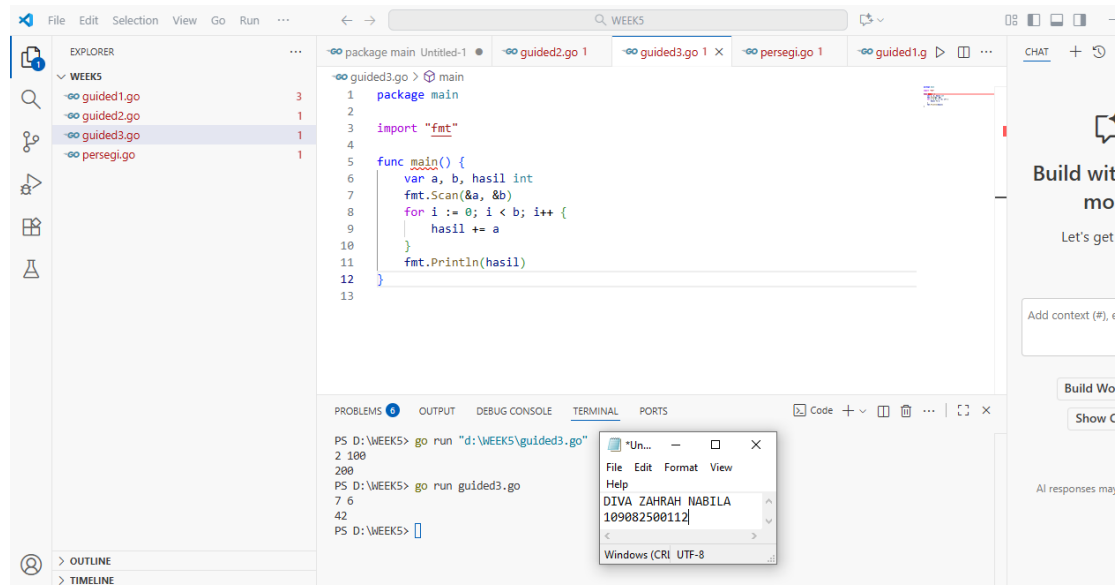 File Edit Selection View Go Run ···
WEEK5
EXPLORER ···
WEEK5
guided1.go 3
guided2.go 1
guided3.go 1
persegi.go 1
OUTLINE
TIMELINE
package main Untitled-1
guided2.go 1
guided3.go 1
persegi.go 1
guided1.g
guided3.go > main
1 package main
2
3 import "fmt"
4
5 func main() {
6 var a, b, hasil int
7 fmt.Scan(&a, &b)
8 for i := 0; i < b; i++ {
9 hasil += a
10 }
11 fmt.Println(hasil)
12 }
13
PROBLEMS 6 OUTPUT DEBUG CONSOLE TERMINAL PORTS
Code
PS D:\WEEK5> go run "d:\WEEK5\guided3.go"
2 100
200
PS D:\WEEK5> go run guided3.go
7 6
42
PS D:\WEEK5>
*Un...
File Edit Format View
Help
DIVA ZAHRAH NABILA
109082500112
Windows (CRl UTF-8
CHAT
Build wit
mo
Let's get
Add context (#), e
Build Wo
Show C
AI responses may
1